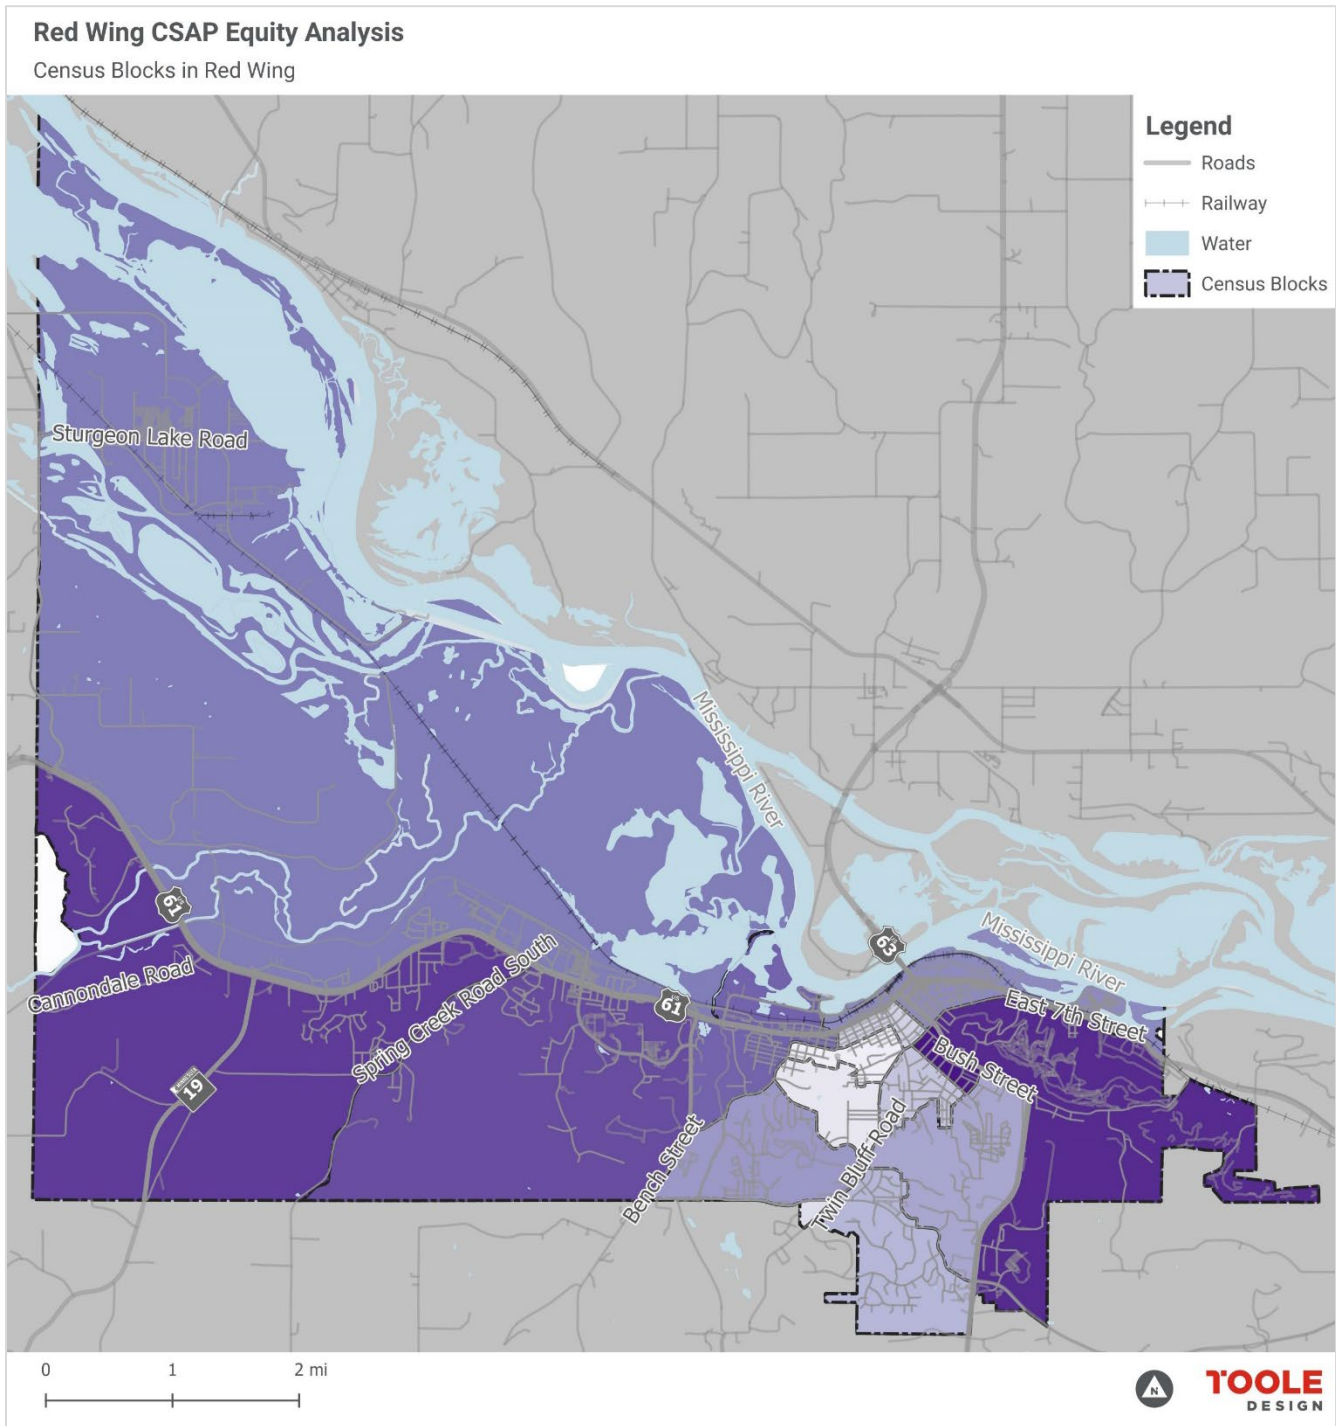 Red Wing CSAP Equity Analysis
Census Blocks in Red Wing
Legend
Roads
Railway
Water
Census Blocks
Sturgeon Lake Road
Mississippi River
61
63
Mississippi River
Cannondale Road
Spring Creek Road South
61
East 7th Street
Bush Street
19
Bench Street
Twin Bluff Road
0 1 2 mi
N
TOOLE
DESIGN